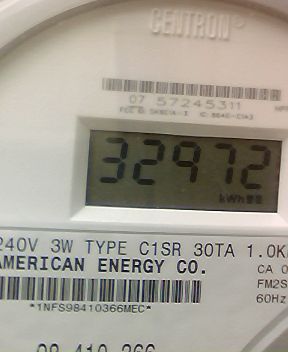 CENTRON®
07 57245311
32972
kWh
240V 3W TYPE C1SR 30TA 1.0K
AMERICAN ENERGY CO.
CA 0
FM2S
60Hz
*1NFS98410366MEC*